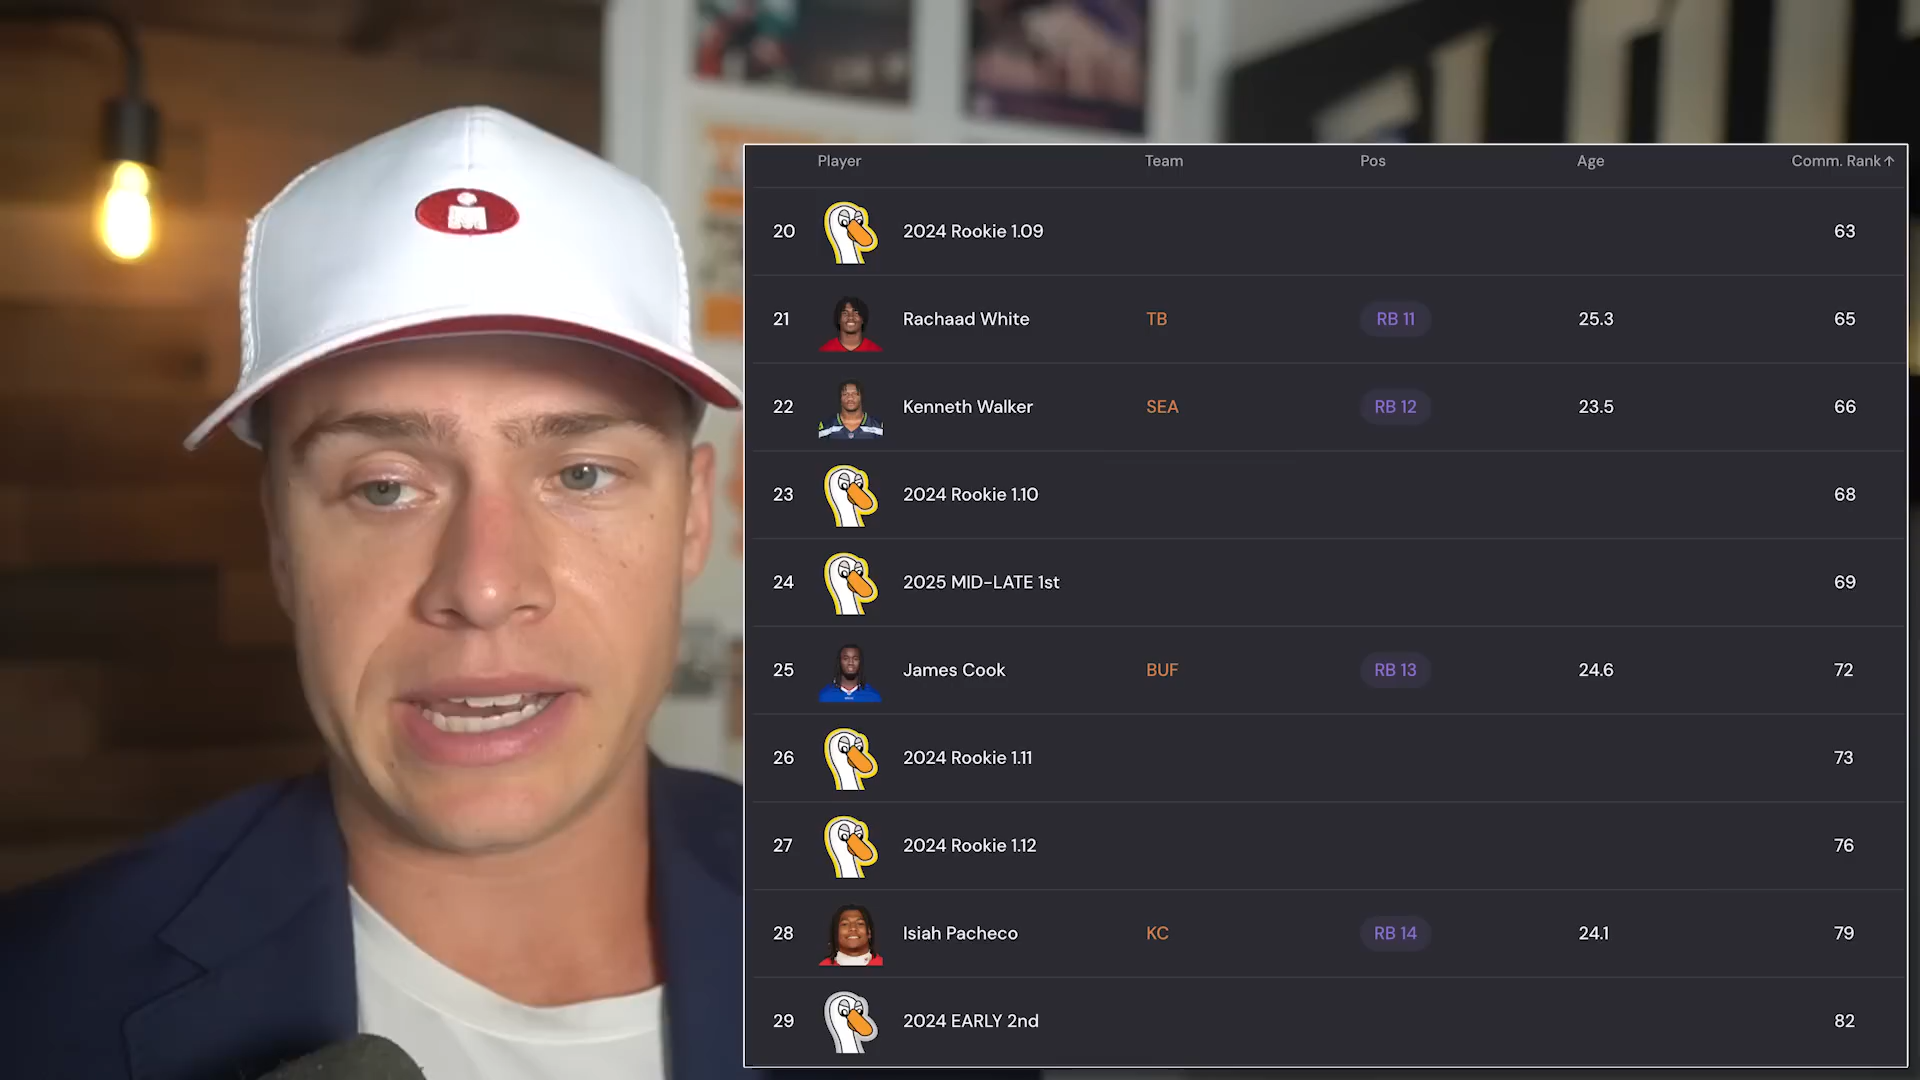 Player Team Pos Age Comm. Rank↑
20 2024 Rookie 1.09 63
21 Rachaad White TB RB 11 25.3 65
22 Kenneth Walker SEA RB 12 23.5 66
23 2024 Rookie 1.10 68
24 2025 MID-LATE 1st 69
25 James Cook BUF RB 13 24.6 72
26 2024 Rookie 1.11 73
27 2024 Rookie 1.12 76
28 Isiah Pacheco KC RB 14 24.1 79
29 2024 EARLY 2nd 82